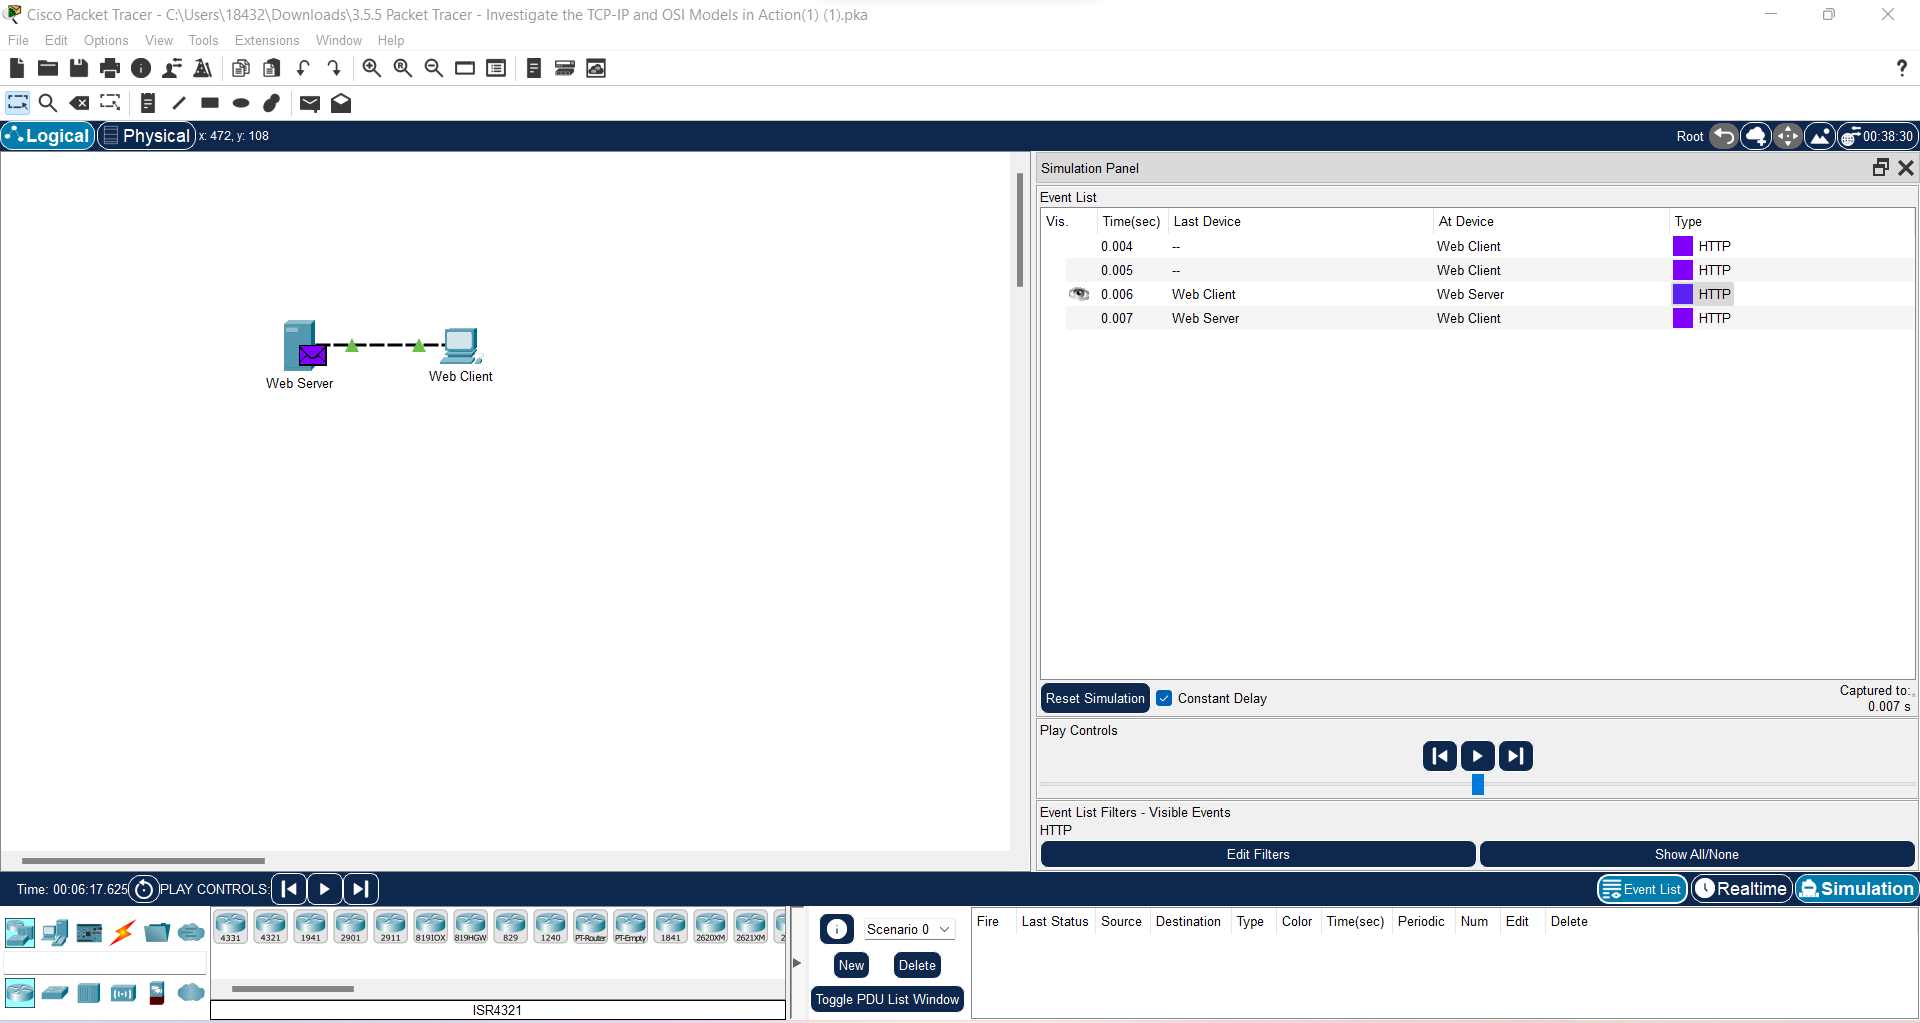 Cisco Packet Tracer - C:\Users\18432\Downloads\3.5.5 Packet Tracer - Investigate the TCP-IP and OSI Models in Action(1) (1).pka
File Edit Options View Tools Extensions Window Help
?
Logical Physical x: 472, y: 108 Root 00:38:30
Simulation Panel
Event List
Vis. Time(sec) Last Device At Device Type
0.004 -- Web Client HTTP
0.005 -- Web Client HTTP
0.006 Web Client Web Server HTTP
0.007 Web Server Web Client HTTP
Web Server
Web Client
Reset Simulation Constant Delay Captured to:
0.007 s
Play Controls
Event List Filters - Visible Events
HTTP
Edit Filters Show All/None
Time: 00:06:17.625 PLAY CONTROLS: Event List Realtime Simulation
4331 4321 1941 2901 2911 819IOX 819HGW 829 1240 PT-Router PT-Empty 1841 2620XM 2621XM 2
ISR4321
Scenario 0
New Delete
Toggle PDU List Window
Fire Last Status Source Destination Type Color Time(sec) Periodic Num Edit Delete